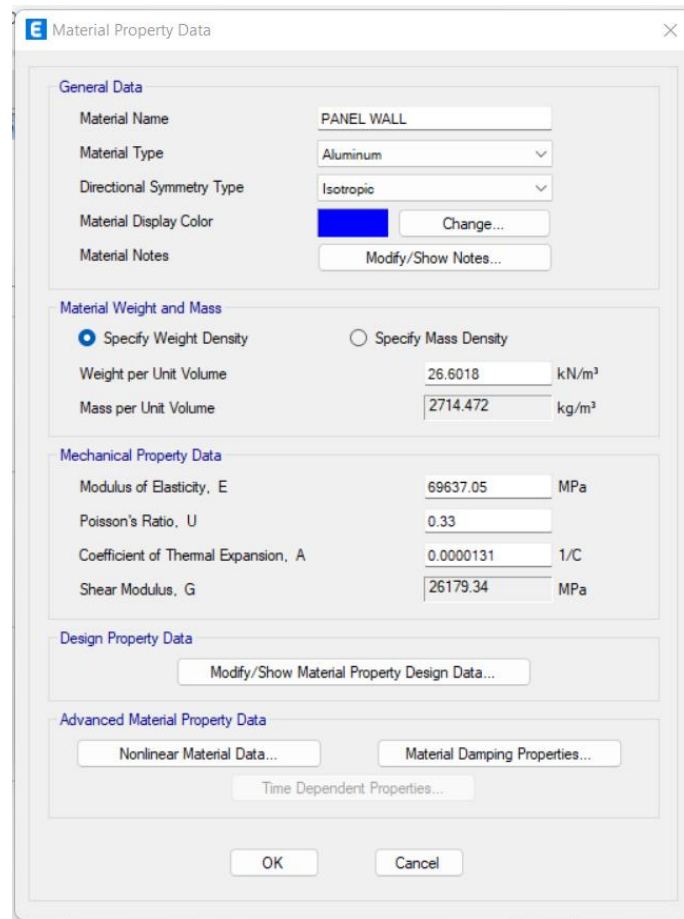 E Material Property Data
General Data
Material Name PANEL WALL
Material Type Aluminum
Directional Symmetry Type Isotropic
Material Display Color Change...
Material Notes Modify/Show Notes...
Material Weight and Mass
Specify Weight Density Specify Mass Density
Weight per Unit Volume 26.6018 kN/m³
Mass per Unit Volume 2714.472 kg/m³
Mechanical Property Data
Modulus of Elasticity, E 69637.05 MPa
Poisson's Ratio, U 0.33
Coefficient of Thermal Expansion, A 0.0000131 1/C
Shear Modulus, G 26179.34 MPa
Design Property Data
Modify/Show Material Property Design Data...
Advanced Material Property Data
Nonlinear Material Data... Material Damping Properties...
Time Dependent Properties...
OK Cancel